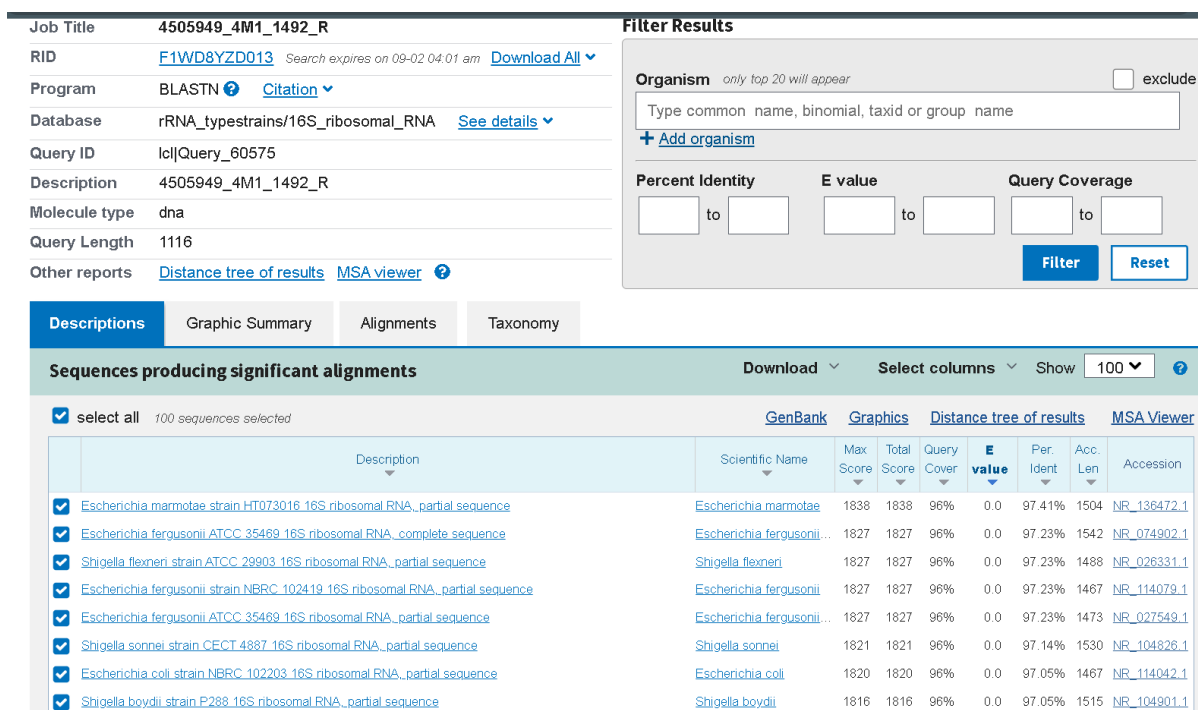 Job Title 4505949_4M1_1492_R
RID F1WD8YZD013 Search expires on 09-02 04:01 am Download All
Program BLASTN ? Citation
Database rRNA_typestrains/16S_ribosomal_RNA See details
Query ID lcl|Query_60575
Description 4505949_4M1_1492_R
Molecule type dna
Query Length 1116
Other reports Distance tree of results MSA viewer ?
Filter Results
Organism only top 20 will appear exclude
Type common name, binomial, taxid or group name
+ Add organism
Percent Identity E value Query Coverage
to to to
Filter Reset
Descriptions Graphic Summary Alignments Taxonomy
Sequences producing significant alignments Download Select columns Show 100 ?
select all 100 sequences selected GenBank Graphics Distance tree of results MSA Viewer
Description Scientific Name Max Score Total Score Query Cover E value Per. Ident Acc. Len Accession
Escherichia marmotae strain HT073016 16S ribosomal RNA, partial sequence Escherichia marmotae 1838 1838 96% 0.0 97.41% 1504 NR_136472.1
Escherichia fergusonii ATCC 35469 16S ribosomal RNA, complete sequence Escherichia fergusonii... 1827 1827 96% 0.0 97.23% 1542 NR_074902.1
Shigella flexneri strain ATCC 29903 16S ribosomal RNA, partial sequence Shigella flexneri 1827 1827 96% 0.0 97.23% 1488 NR_026331.1
Escherichia fergusonii strain NBRC 102419 16S ribosomal RNA, partial sequence Escherichia fergusonii 1827 1827 96% 0.0 97.23% 1467 NR_114079.1
Escherichia fergusonii ATCC 35469 16S ribosomal RNA, partial sequence Escherichia fergusonii... 1827 1827 96% 0.0 97.23% 1473 NR_027549.1
Shigella sonnei strain CECT 4887 16S ribosomal RNA, partial sequence Shigella sonnei 1821 1821 96% 0.0 97.14% 1530 NR_104826.1
Escherichia coli strain NBRC 102203 16S ribosomal RNA, partial sequence Escherichia coli 1820 1820 96% 0.0 97.05% 1467 NR_114042.1
Shigella boydii strain P288 16S ribosomal RNA, partial sequence Shigella boydii 1816 1816 96% 0.0 97.05% 1515 NR_104901.1